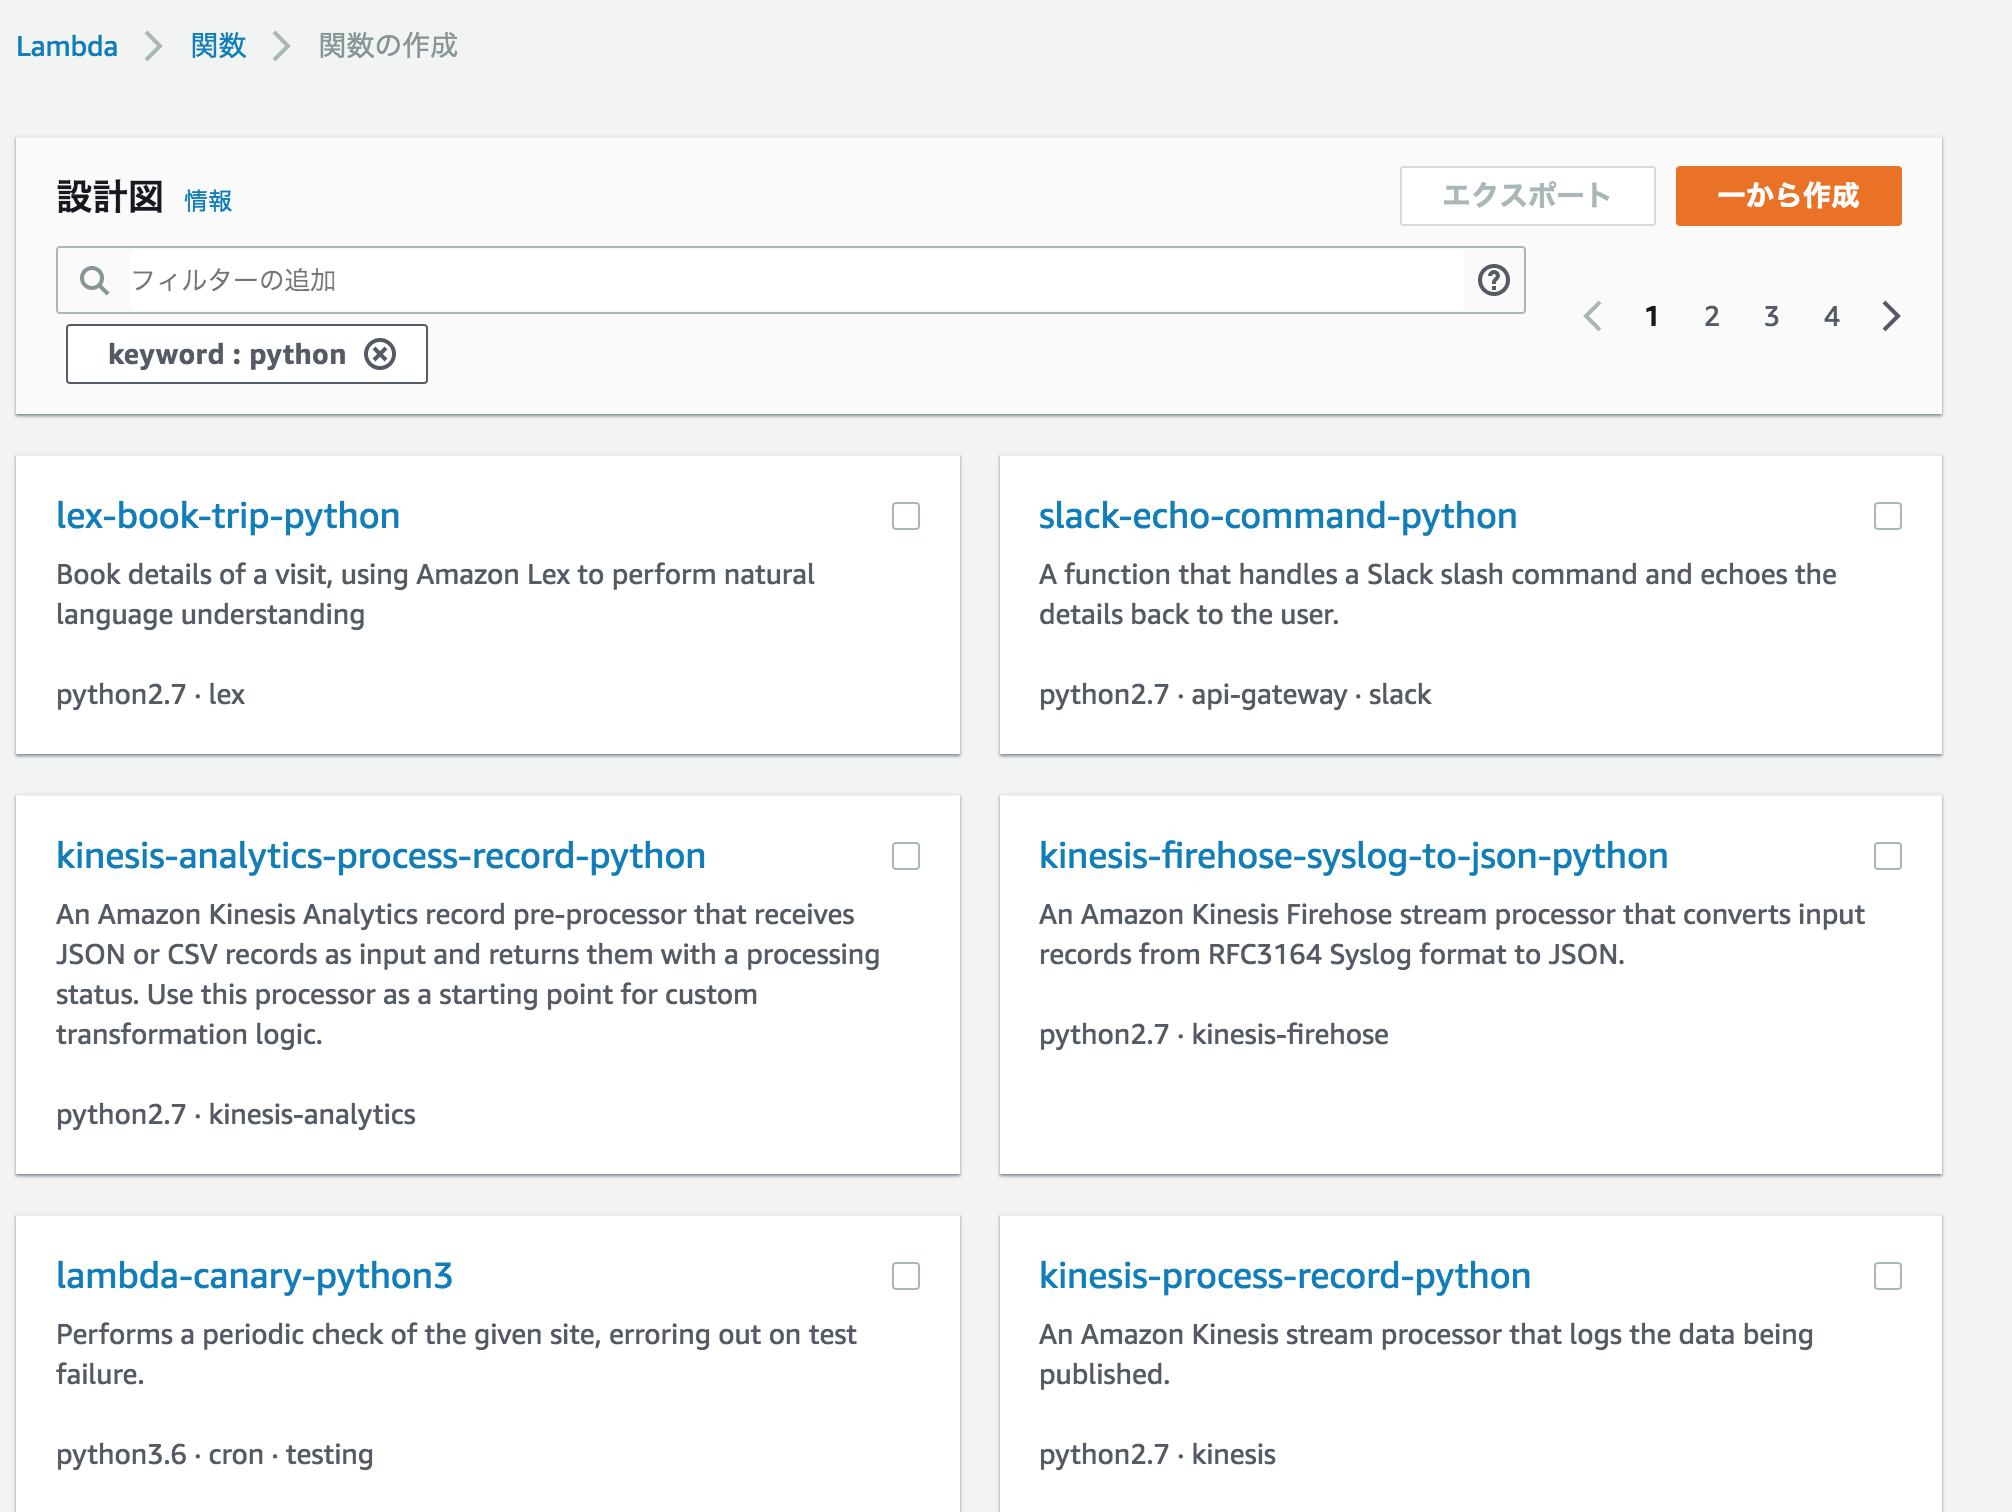 Lambda 関数 関数の作成
設計図 情報
エクスポート 一から作成
フィルターの追加
keyword : python
1 2 3 4
lex-book-trip-python
Book details of a visit, using Amazon Lex to perform natural
language understanding
python2.7 · lex
slack-echo-command-python
A function that handles a Slack slash command and echoes the
details back to the user.
python2.7 · api-gateway · slack
kinesis-analytics-process-record-python
An Amazon Kinesis Analytics record pre-processor that receives
JSON or CSV records as input and returns them with a processing
status. Use this processor as a starting point for custom
transformation logic.
python2.7 · kinesis-analytics
kinesis-firehose-syslog-to-json-python
An Amazon Kinesis Firehose stream processor that converts input
records from RFC3164 Syslog format to JSON.
python2.7 · kinesis-firehose
lambda-canary-python3
Performs a periodic check of the given site, erroring out on test
failure.
python3.6 · cron · testing
kinesis-process-record-python
An Amazon Kinesis stream processor that logs the data being
published.
python2.7 · kinesis